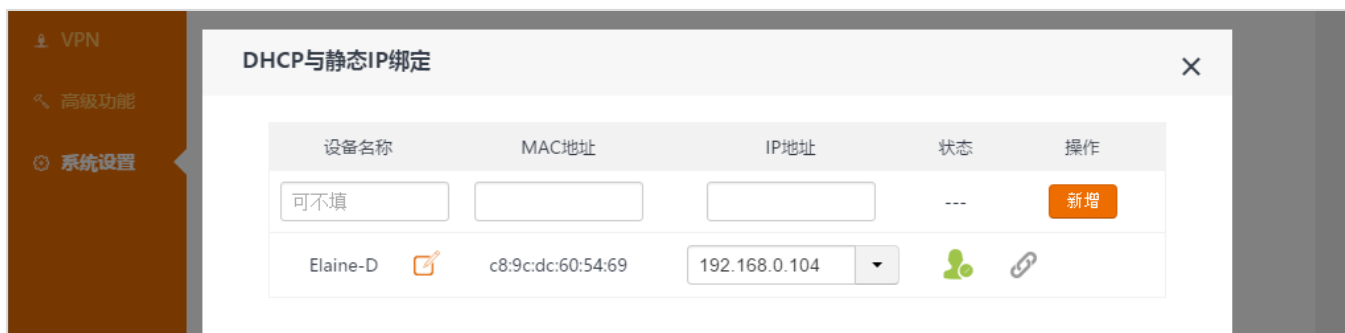 VPN
高级功能
系统设置
DHCP与静态IP绑定
设备名称 MAC地址 IP地址 状态 操作
可不填 --- 新增
Elaine-D c8:9c:dc:60:54:69 192.168.0.104